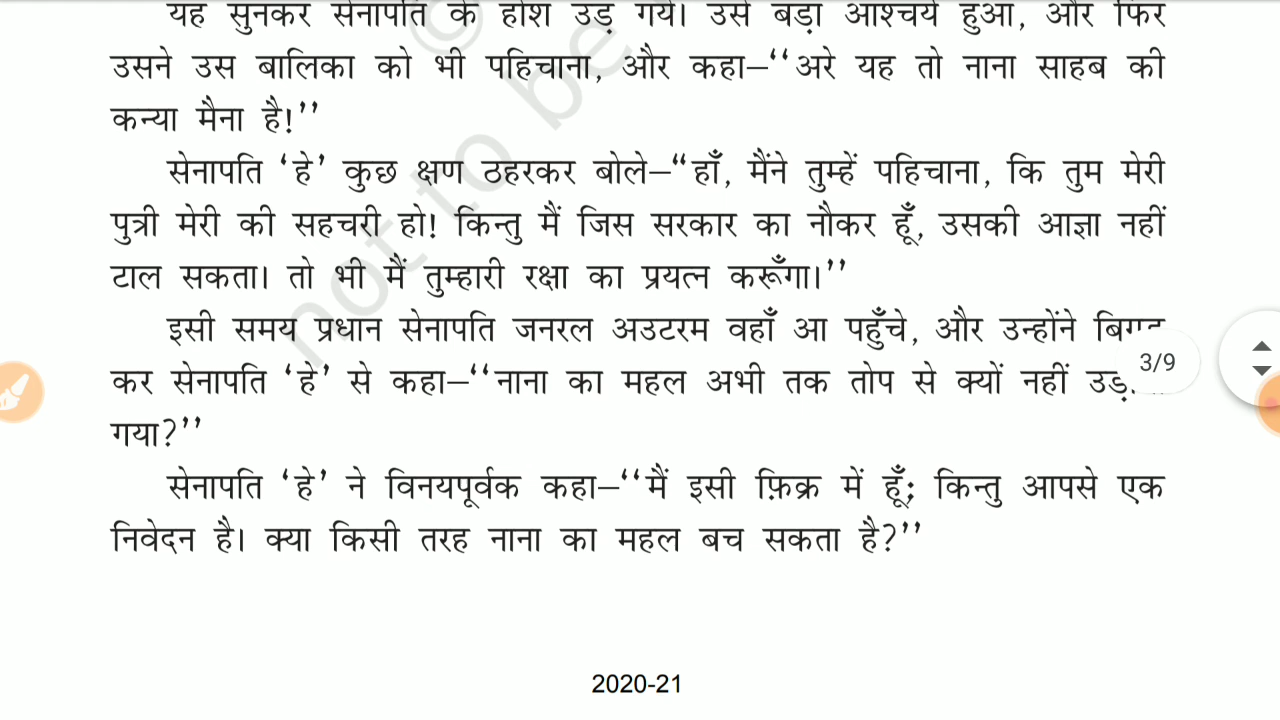 यह सुनकर सेनापति के होश उड़ गये। उसे बड़ा आश्चर्य हुआ, और फिर
उसने उस बालिका को भी पहिचाना, और कहा–‘‘अरे यह तो नाना साहब की
कन्या मैना है!’’
सेनापति ‘हे’ कुछ क्षण ठहरकर बोले–“हाँ, मैंने तुम्हें पहिचाना, कि तुम मेरी
पुत्री मेरी की सहचरी हो! किन्तु मैं जिस सरकार का नौकर हूँ, उसकी आज्ञा नहीं
टाल सकता। तो भी मैं तुम्हारी रक्षा का प्रयत्न करूँगा।’’
इसी समय प्रधान सेनापति जनरल अउटरम वहाँ आ पहुँचे, और उन्होंने
कर सेनापति ‘हे’ से कहा–‘‘नाना का महल अभी तक तोप से क्यों नहीं
गया?’’
सेनापति ‘हे’ ने विनयपूर्वक कहा–‘‘मैं इसी फ़िक्र में हूँ; किन्तु आपसे एक
निवेदन है। क्या किसी तरह नाना का महल बच सकता है?’’
3/9
© not to be
2020-21